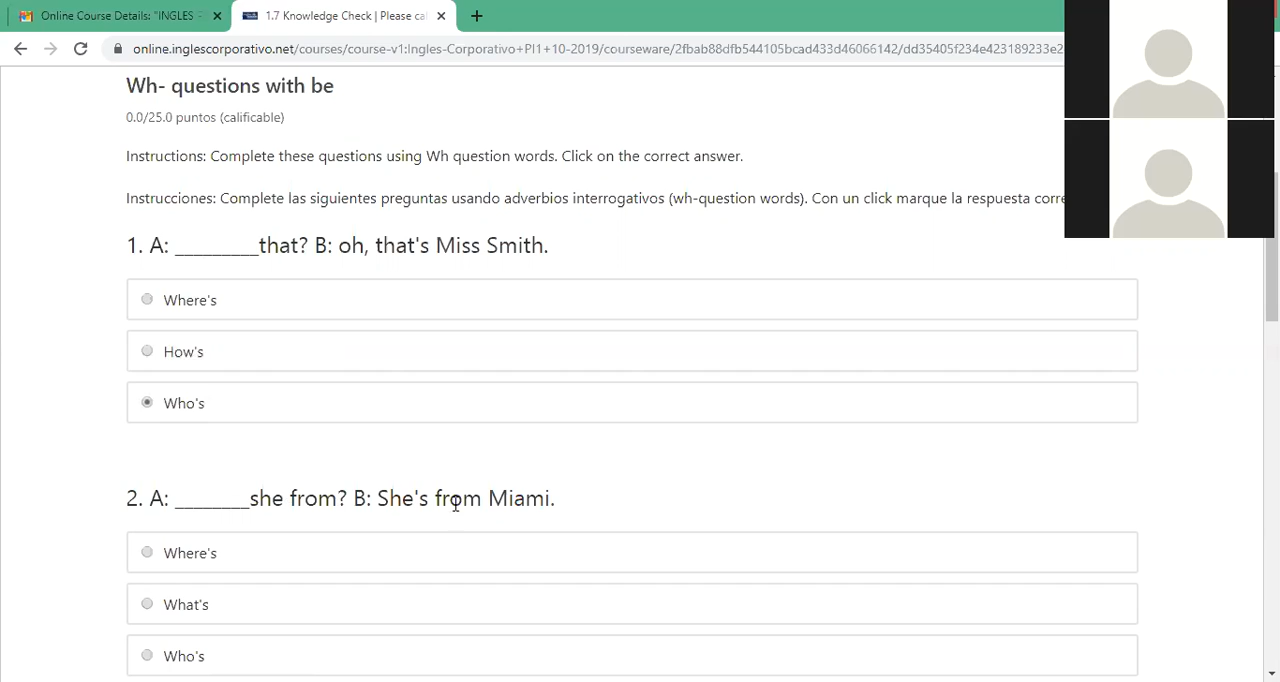 Online Course Details: "INGLES
1.7 Knowledge Check | Please cal
online.inglescorporativo.net/courses/course-v1:Ingles-Corporativo+PI1+10-2019/courseware/2fbab88dfb544105bcad433d46066142/dd35405f234e423189233e2
Wh- questions with be
0.0/25.0 puntos (calificable)
Instructions: Complete these questions using Wh question words. Click on the correct answer.
Instrucciones: Complete las siguientes preguntas usando adverbios interrogativos (wh-question words). Con un click marque la respuesta corre
1. A: _________that? B: oh, that's Miss Smith.
Where's
How's
Who's
2. A: ________she from? B: She's from Miami.
Where's
What's
Who's